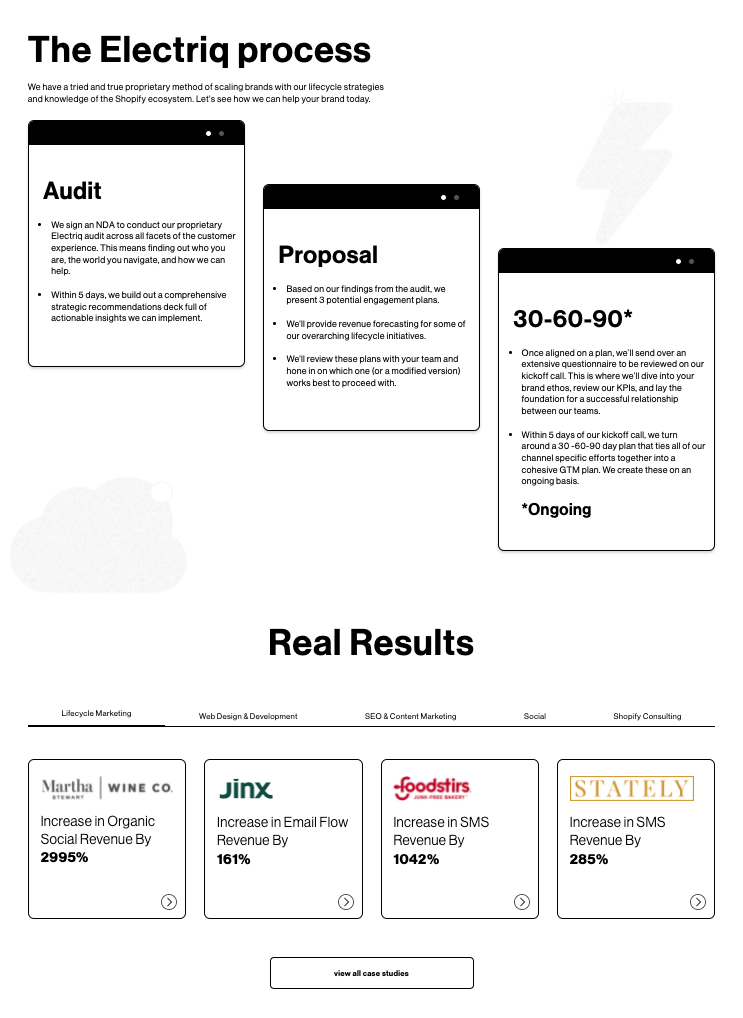 The Electriq process
We have a tried and true proprietary method of scaling brands with our lifecycle strategies
and knowledge of the Shopify ecosystem. Let's see how we can help your brand today.
Audit
• We sign an NDA to conduct our proprietary
Electriq audit across all facets of the customer
experience. This means finding out who you
are, the world you navigate, and how we can
help.
• Within 5 days, we build out a comprehensive
strategic recommendations deck full of
actionable insights we can implement.
Proposal
• Based on our findings from the audit, we
present 3 potential engagement plans.
• We'll provide revenue forecasting for some of
our overarching lifecycle initiatives.
• We'll review these plans with your team and
hone in on which one (or a modified version)
works best to proceed with.
30-60-90*
• Once aligned on a plan, we'll send over an
extensive questionnaire to be reviewed on our
kickoff call. This is where we'll dive into your
brand ethos, review our KPIs, and lay the
foundation for a successful relationship
between our teams.
• Within 5 days of our kickoff call, we turn
around a 30 -60-90 day plan that ties all of our
channel specific efforts together into a
cohesive GTM plan. We create these on an
ongoing basis.
*Ongoing
Real Results
Lifecycle Marketing
Web Design & Development
SEO & Content Marketing
Social
Shopify Consulting
Martha STEWART | WINE CO.
Increase in Organic
Social Revenue By
2995%
Jinx
Increase in Email Flow
Revenue By
161%
foodstirs
JUNK-FREE BAKERY
Increase in SMS
Revenue By
1042%
STATELY
Increase in SMS
Revenue By
285%
view all case studies